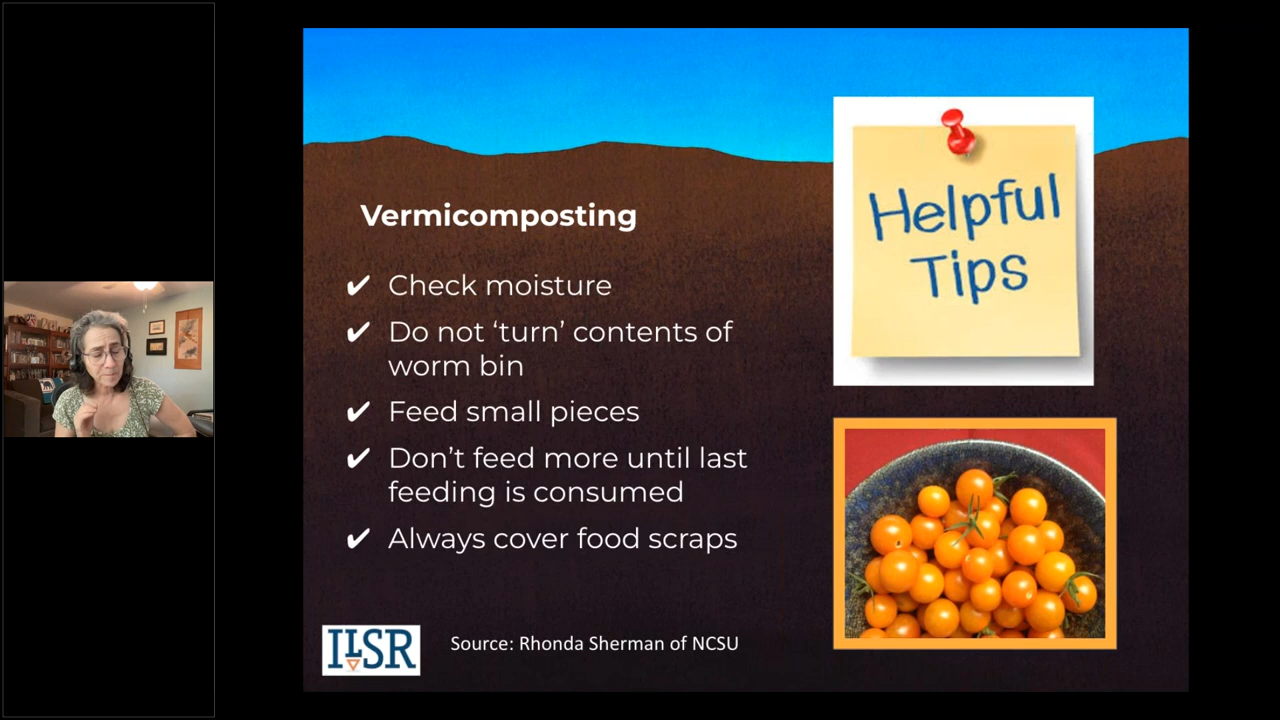 Vermicomposting
✔ Check moisture
✔ Do not ‘turn’ contents of
worm bin
✔ Feed small pieces
✔ Don’t feed more until last
feeding is consumed
✔ Always cover food scraps
Helpful
Tips
ILSR
Source: Rhonda Sherman of NCSU